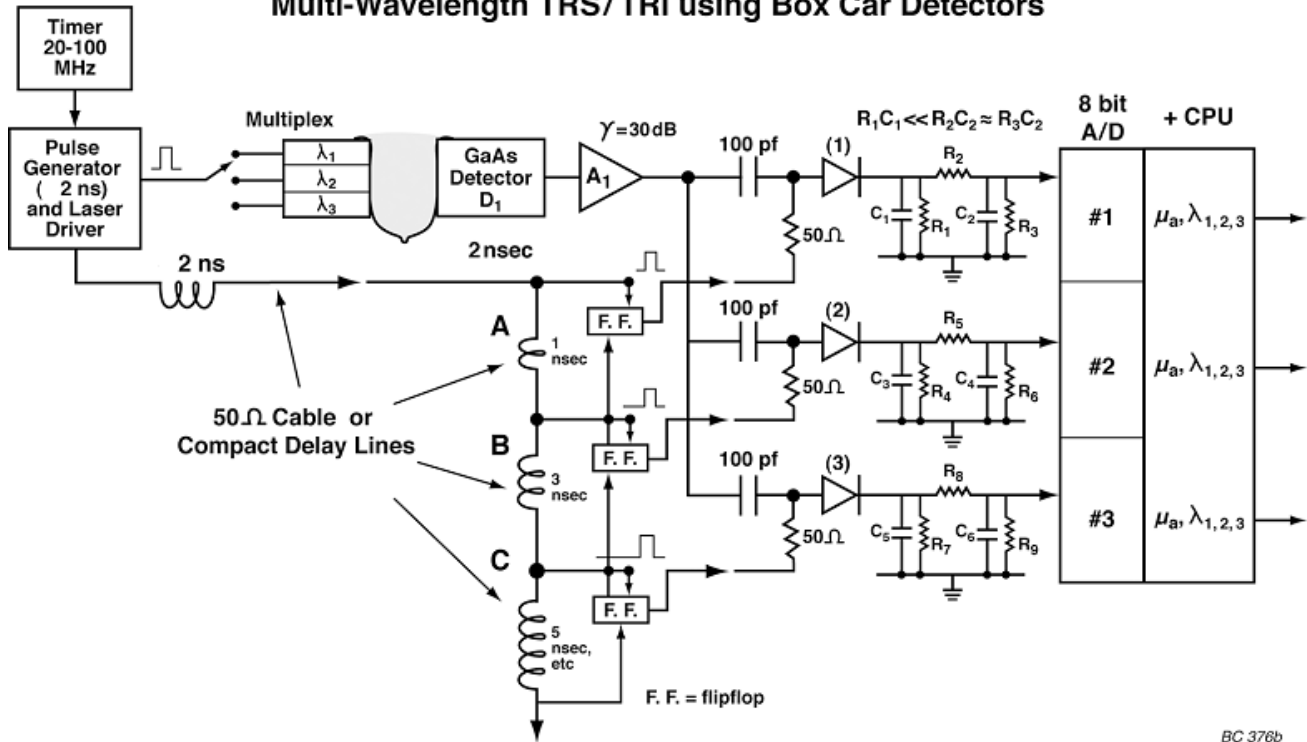 Multi-Wavelength TRS/TRI using Box Car Detectors
Timer
20-100
MHz
Pulse
Generator
( 2 ns)
and Laser
Driver
Multiplex
λ1
λ2
λ3
GaAs
Detector
D1
γ=30dB
A1
R1C1<<R2C2≈R3C2
8 bit
A/D
+ CPU
100 pf
(1)
R2
C1
R1
C2
R3
50Ω
#1
μa, λ1,2,3
2 ns
2nsec
F. F.
A
1
nsec
100 pf
(2)
R5
C3
R4
C4
R6
50Ω
#2
μa, λ1,2,3
50Ω Cable or
Compact Delay Lines
B
3
nsec
F. F.
100 pf
(3)
R8
C5
R7
C6
R9
50Ω
#3
μa, λ1,2,3
C
5
nsec,
etc
F. F.
F. F. = flipflop
BC 376b